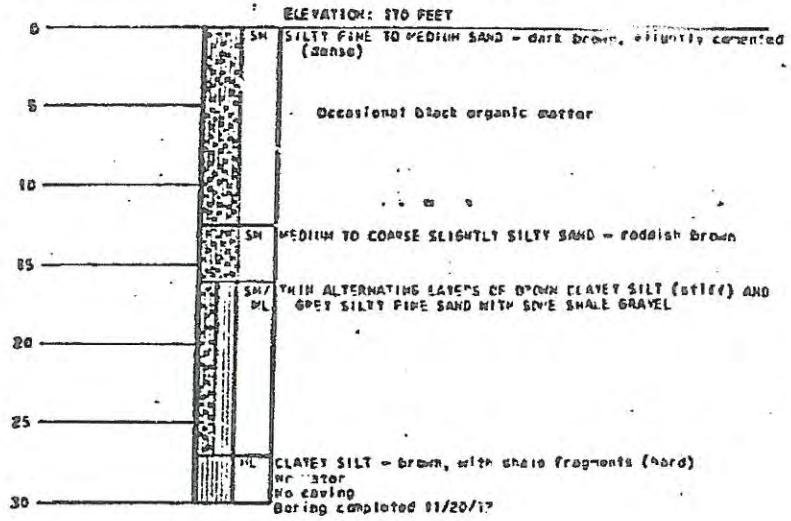 ELEVATION: FEET
0
SM SILTY FINE TO MEDIUM SAND - dark brown, slightly cemented
(dense)
5
Occasional black organic matter
10
SM MEDIUM TO COARSE SLIGHTLY SILTY SAND - reddish brown
15
SM/ THIN ALTERNATING LAYERS OF BROWN CLAYEY SILT (stiff) AND
ML GREY SILTY FINE SAND WITH SOME SHALE GRAVEL
20
25
ML CLAYEY SILT - brown, with shale fragments (hard)
No water
No caving
30
Boring completed